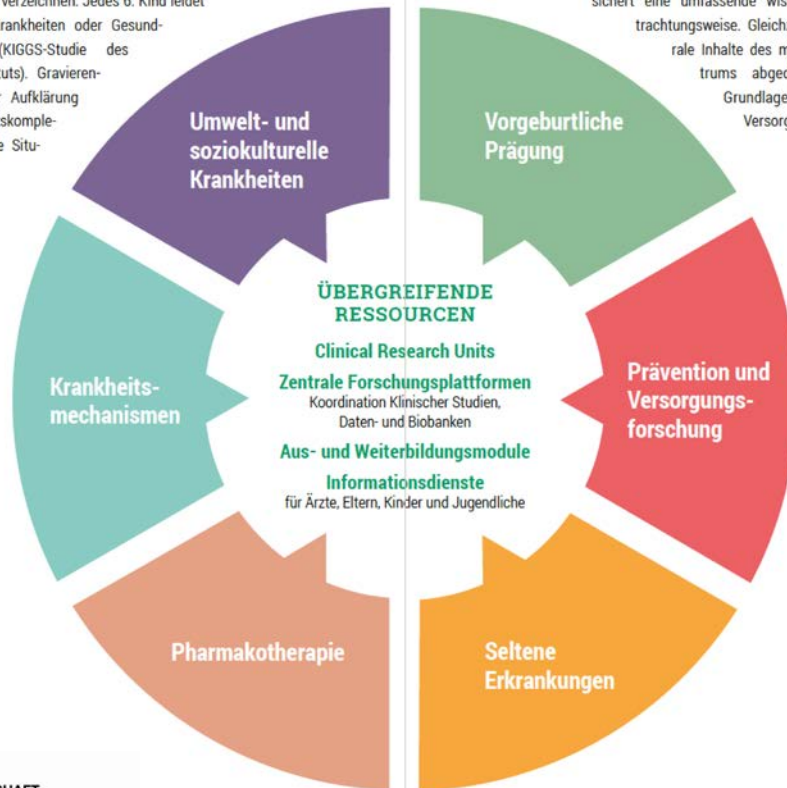 verzeichnen. Jedes 6. Kind leidet
rankheiten oder Gesund-
(KIGGS-Studie des
uts). Gravieren-
Aufklärung
skomple-
e Situ-
sichert eine umfassende wis
trachtungsweise. Gleich
rale Inhalte des m
trums abged
Grundlage
Versorg
Umwelt- und
soziokulturelle
Krankheiten
Vorgeburtliche
Prägung
Krankheits-
mechanismen
ÜBERGREIFENDE
RESSOURCEN
Clinical Research Units
Zentrale Forschungsplattformen
Koordination Klinischer Studien,
Daten- und Biobanken
Aus- und Weiterbildungsmodule
Informationsdienste
für Ärzte, Eltern, Kinder und Jugendliche
Prävention und
Versorgungs-
forschung
Pharmakotherapie
Seltene
Erkrankungen